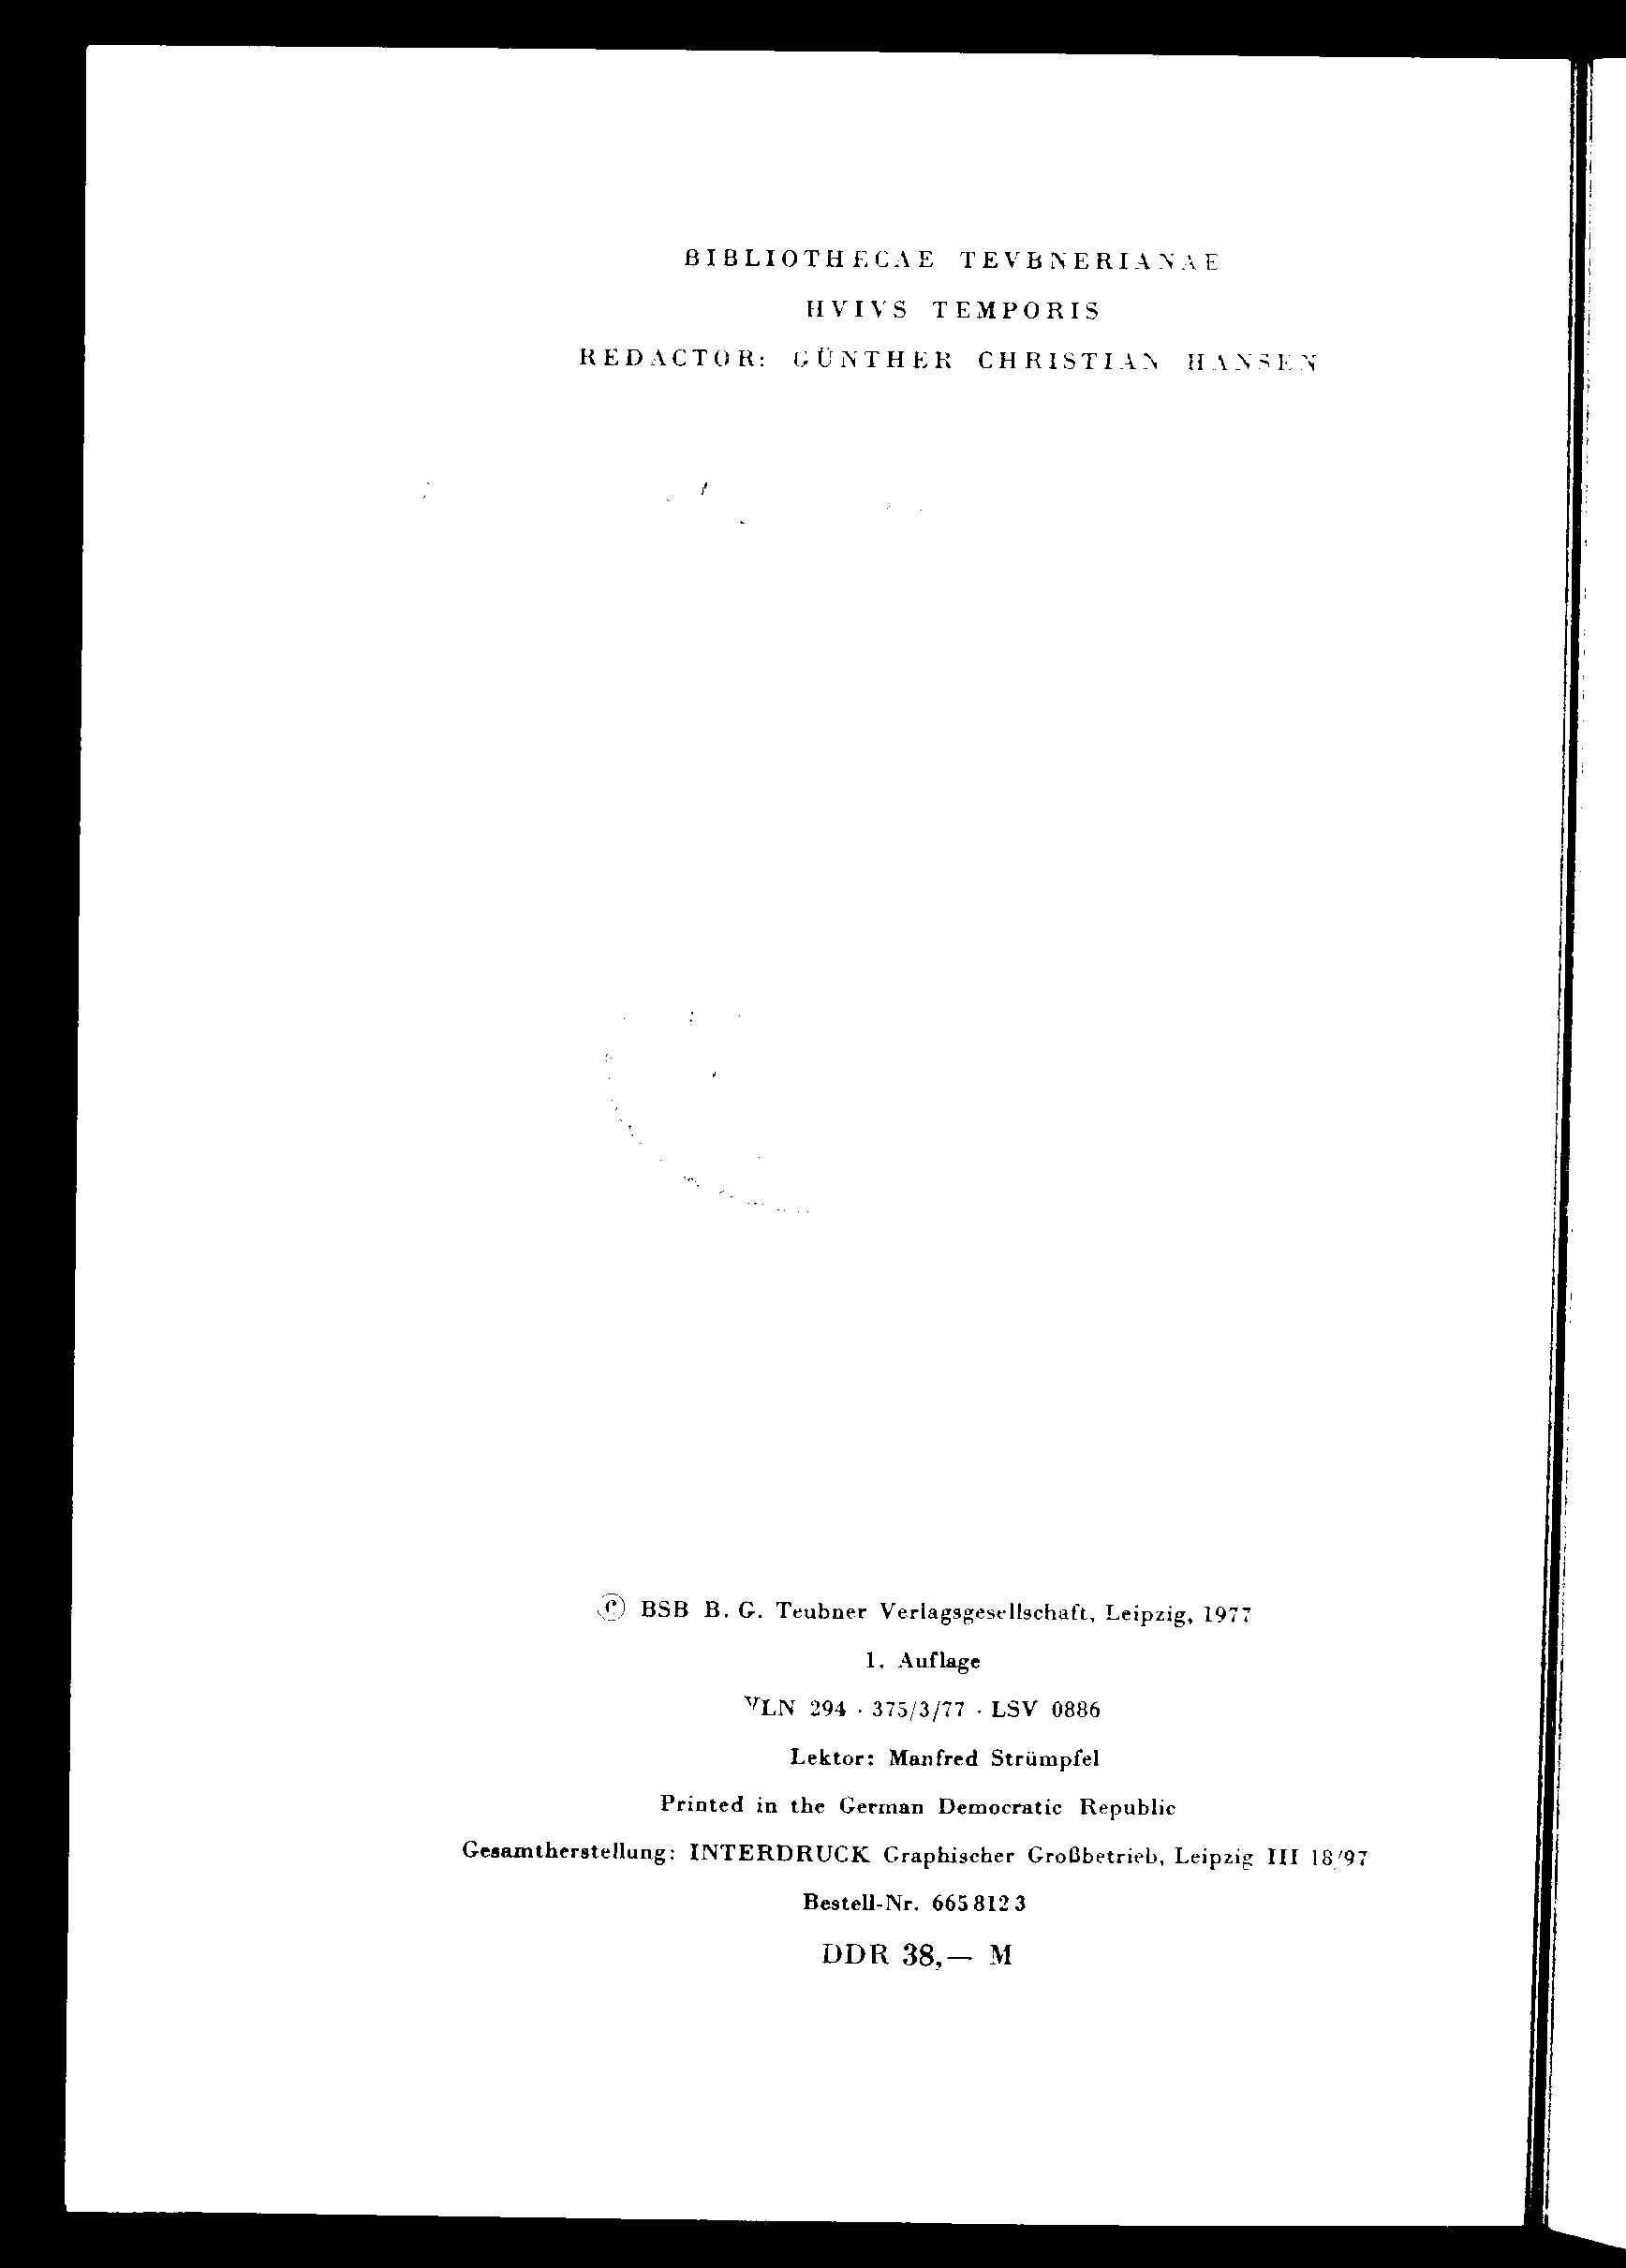 BIBLIOTHECAE TEVBNERIANAE
HVIVS TEMPORIS
REDACTOR: GÜNTHER CHRISTIAN HANSEN
© BSB B. G. Teubner Verlagsgesellschaft, Leipzig, 1977
1. Auflage
VLN 294 · 375/3/77 · LSV 0886
Lektor: Manfred Strümpfel
Printed in the German Democratic Republic
Gesamtherstellung: INTERDRUCK Graphischer Großbetrieb, Leipzig III 18/97
Bestell-Nr. 665 812 3
DDR 38,— M